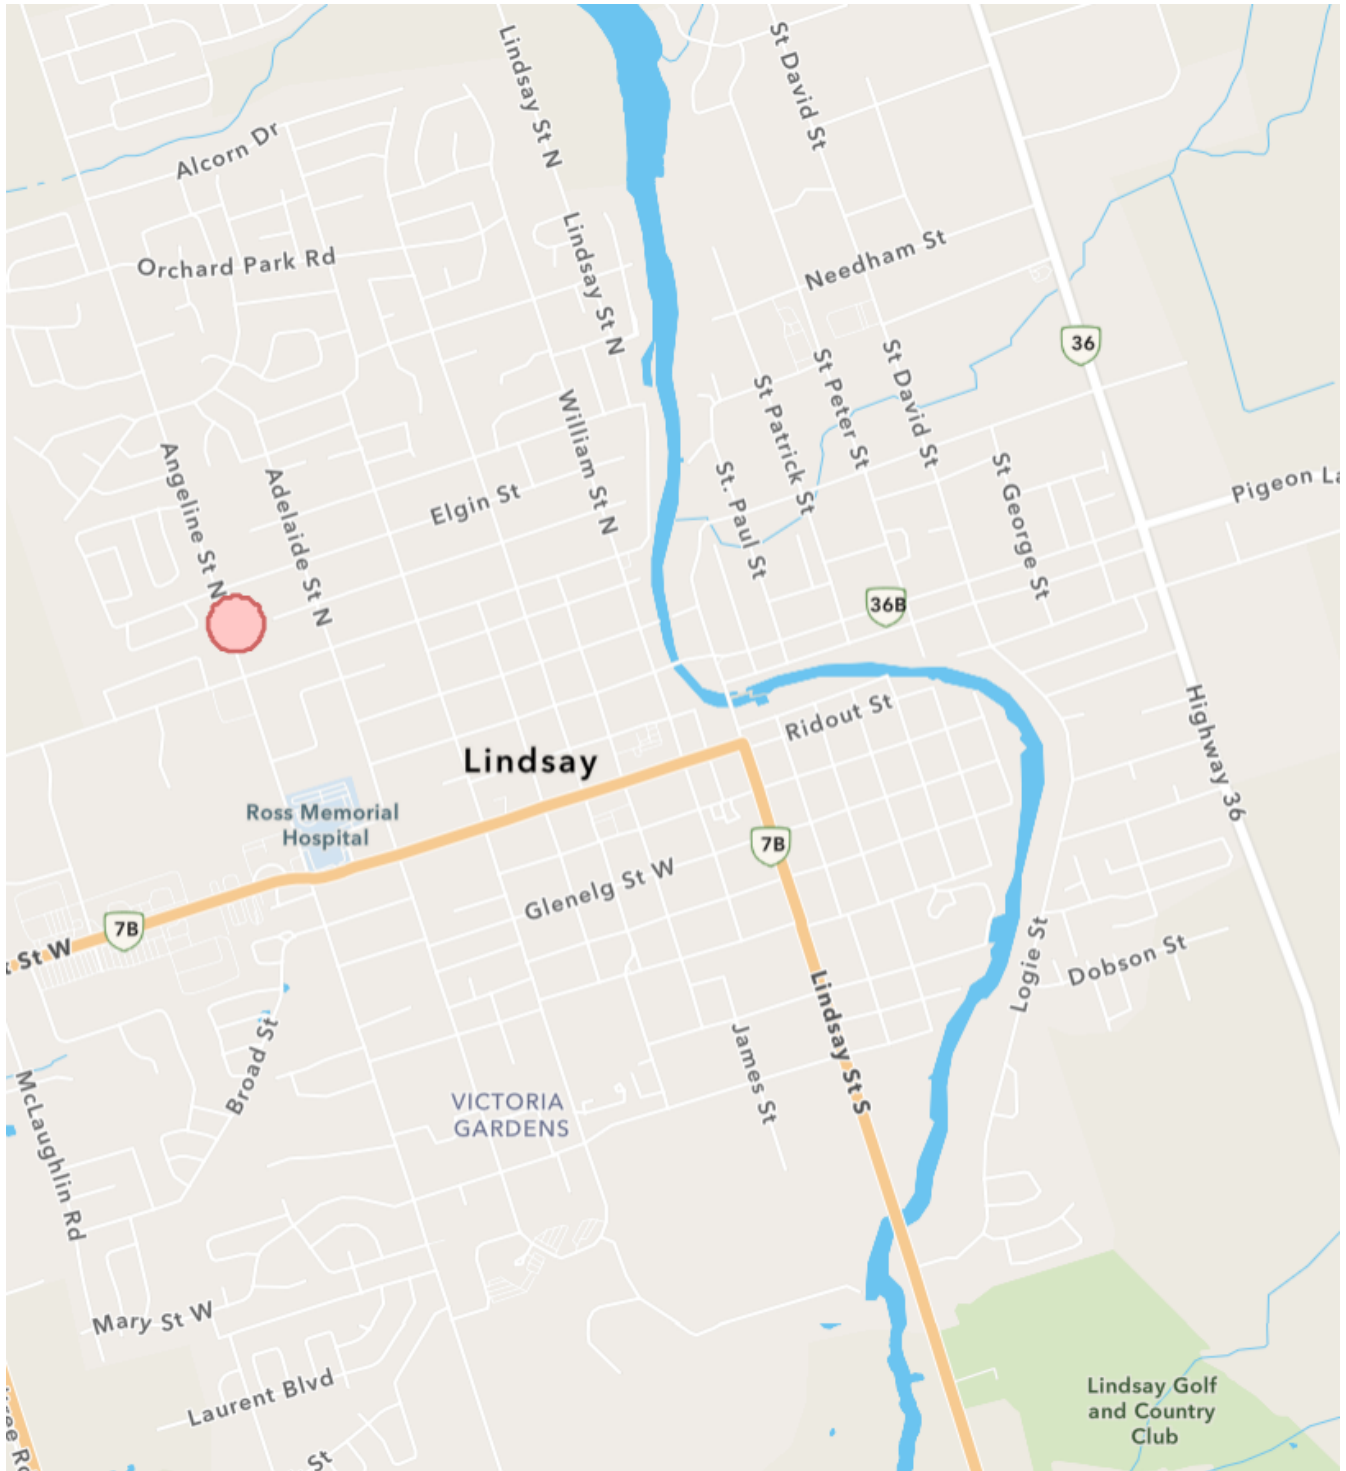 Lindsay St N
St David St
Alcorn Dr
Lindsay St N
Needham St
Orchard Park Rd
36
St Peter St
St David St
St Patrick St
William St N
Angeline St N
Adelaide St N
Elgin St
St. Paul St
St George St
Pigeon La
36B
Ridout St
Highway 36
Lindsay
Ross Memorial
Hospital
7B
Glenelg St W
7B
St W
Logie St
Dobson St
Lindsay St S
James St
Broad St
McLaughlin Rd
VICTORIA
GARDENS
Mary St W
Laurent Blvd
Lindsay Golf
and Country
Club
St